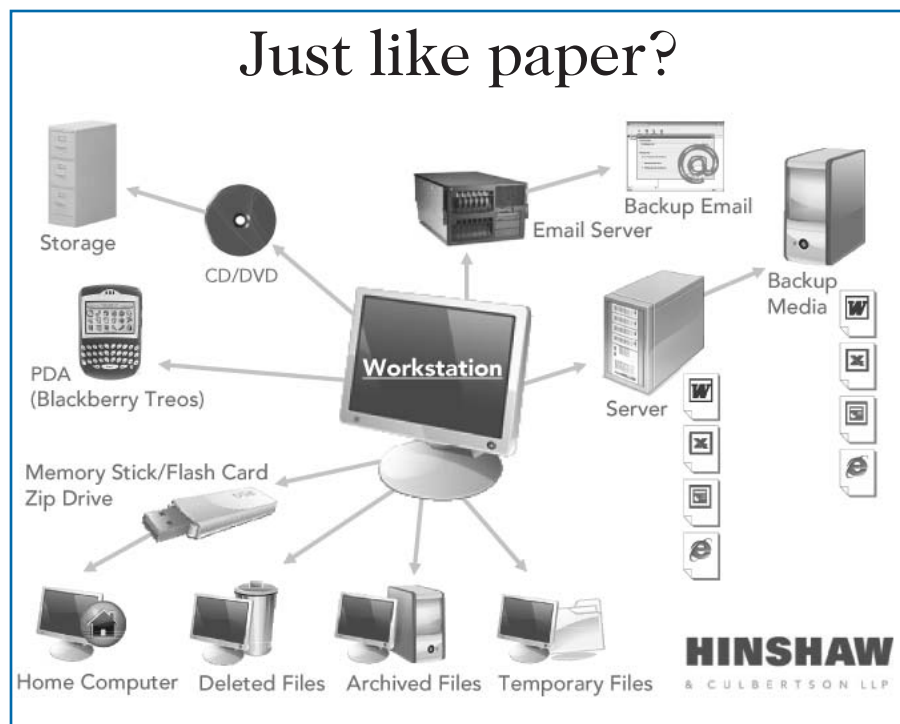 Just like paper?
Storage
CD/DVD
Email Server
Backup Email
Backup
Media
PDA
(Blackberry Treos)
Workstation
Server
Memory Stick/Flash Card
Zip Drive
Home Computer
Deleted Files
Archived Files
Temporary Files
HINSHAW
& CULBERTSON LLP